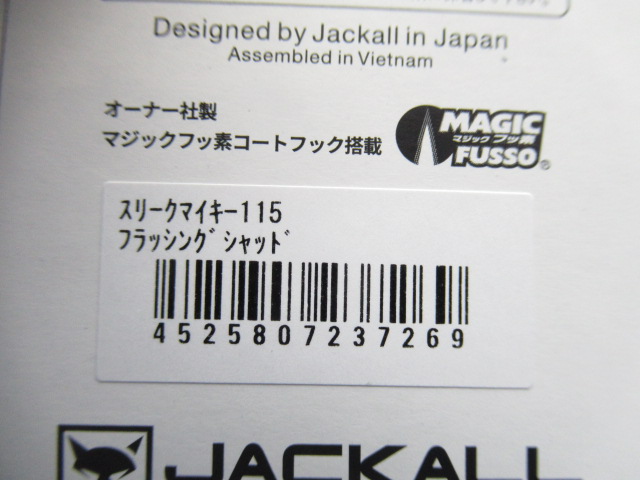 Designed by Jackall in Japan
Assembled in Vietnam
オーナー社製
マジックフッ素コートフック搭載
MAGIC
マジックフッ素
FUSSO®
スリークマイキー115
フラッシングシャッド
4525807237269
JACKALL